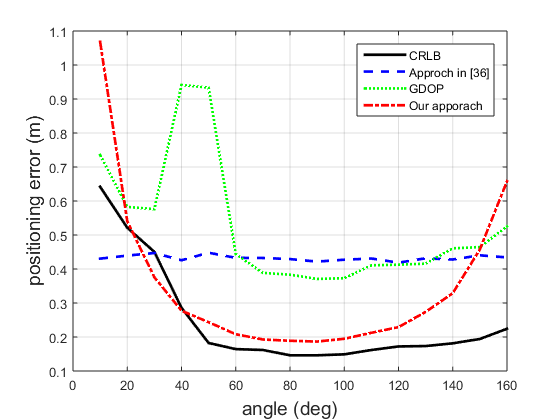 1.1
1
0.9
0.8
0.7
0.6
0.5
0.4
0.3
0.2
0.1
positioning error (m)
CRLB
Approch in [36]
GDOP
Our apporach
0 20 40 60 80 100 120 140 160
angle (deg)